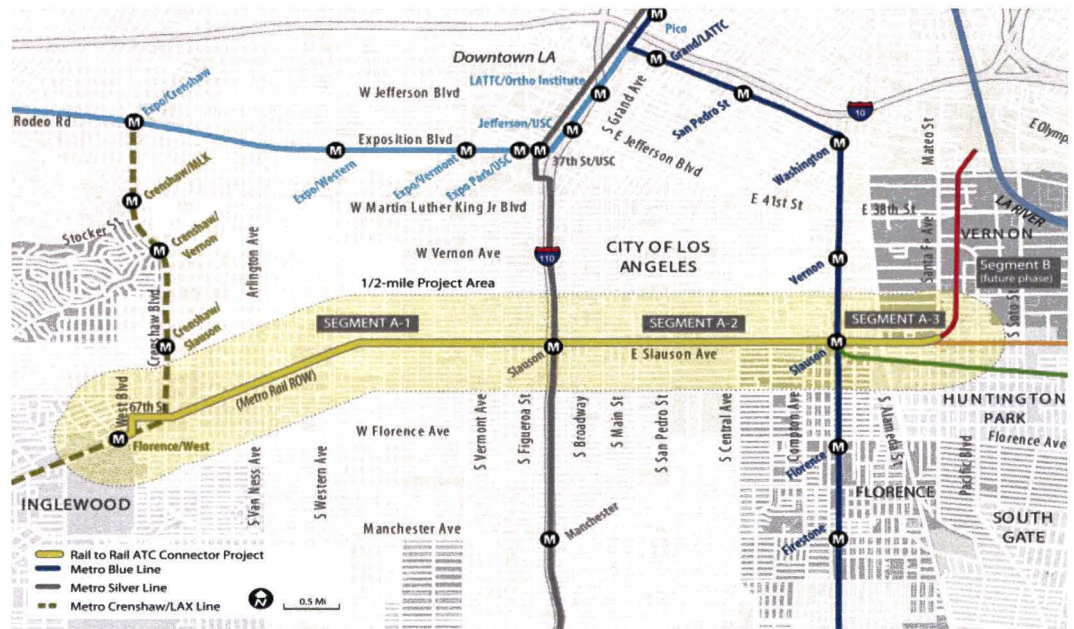 Pico
Grand/LATTC
Downtown LA
LATTC/Ortho Institute
W Jefferson Blvd
S Grand Ave
San Pedro St
10
Expo/Crenshaw
Rodeo Rd
Exposition Blvd
Jefferson/USC
E Jefferson Blvd
Mateo St
E Olymp
Washington
Expo/Western
Expo/Vermont
Expo Park/USC
37th St/USC
Crenshaw/MLK
W Martin Luther King Jr Blvd
E 41st St
E 38th St
LA RIVER
Stocker St
Crenshaw/
Vernon
Arlington Ave
W Vernon Ave
110
CITY OF LOS
ANGELES
Vernon
Santa Fe Ave
VERNON
Segment B
(future phase)
S Soto St
1/2-mile Project Area
Crenshaw Blvd
Crenshaw/
Slauson
SEGMENT A-1
SEGMENT A-2
SEGMENT A-3
Slauson
E Slauson Ave
Slauson
West Blvd
67th St
(Metro Rail ROW)
Florence/West
HUNTINGTON
PARK
W Florence Ave
Florence Ave
S Van Ness Ave
S Western Ave
S Vermont Ave
S Figueroa St
S Broadway
S Main St
S San Pedro St
S Central Ave
Compton Ave
S Alameda St
Pacific Blvd
Florence
FLORENCE
INGLEWOOD
Manchester Ave
Manchester
Firestone
SOUTH
GATE
Rail to Rail ATC Connector Project
Metro Blue Line
Metro Silver Line
Metro Crenshaw/LAX Line
N
0.5 Mi